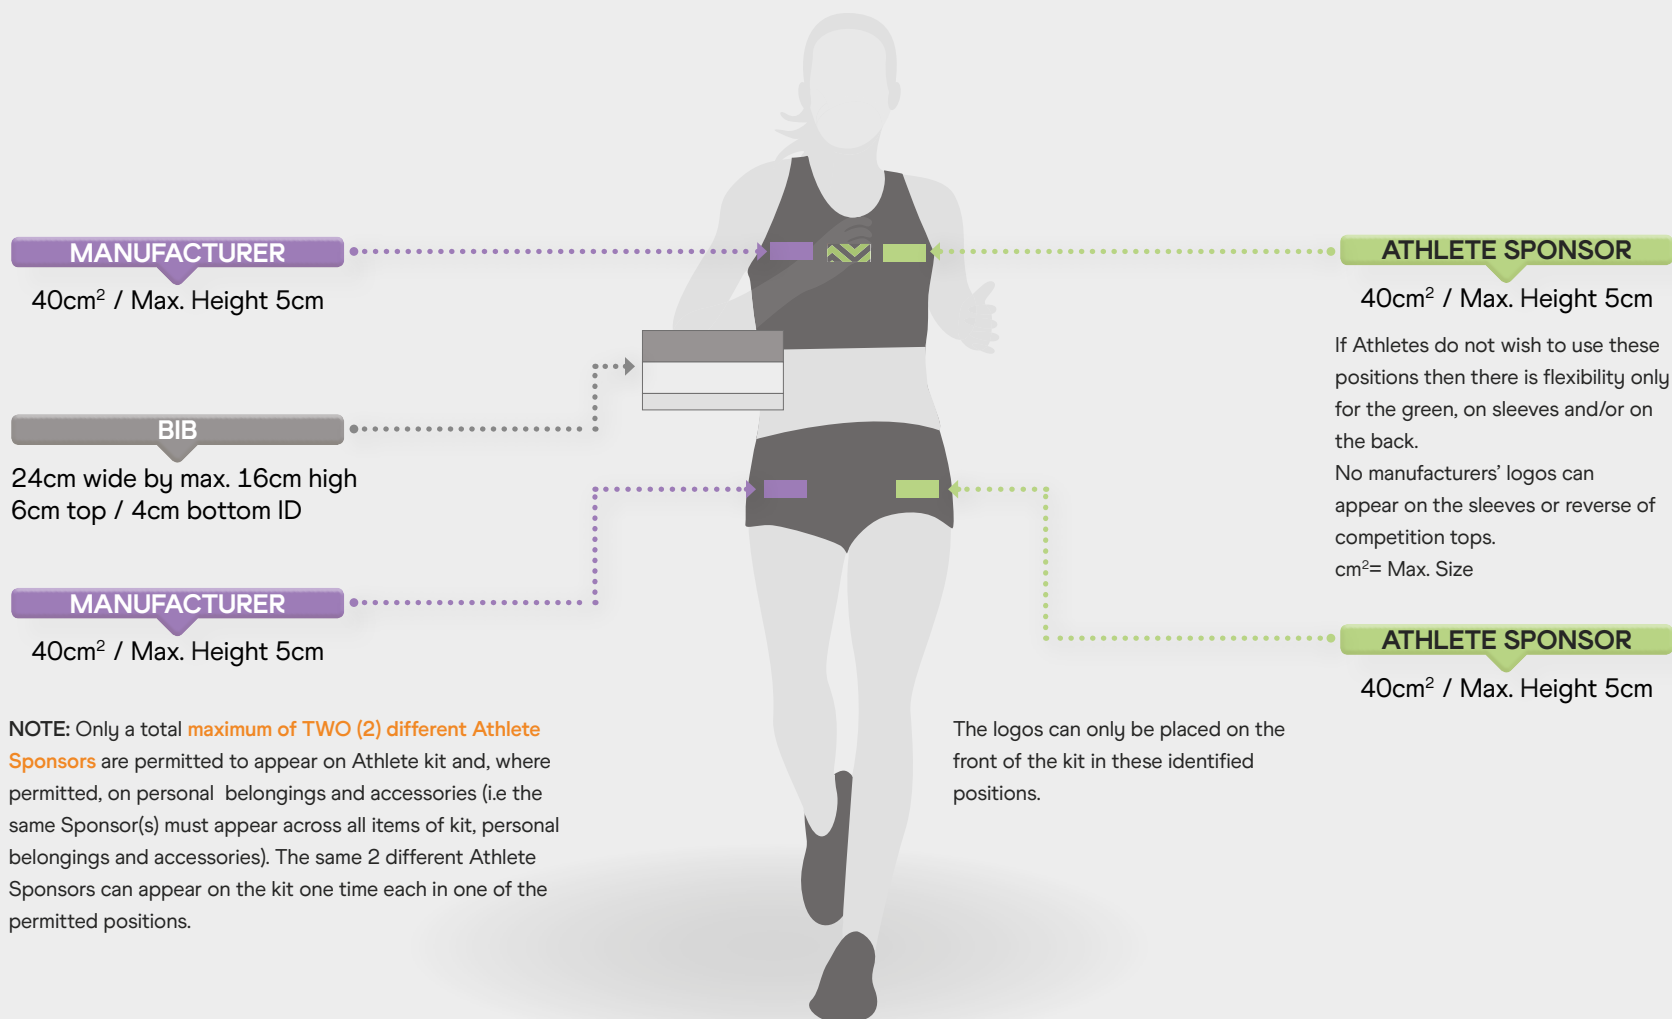 MANUFACTURER
40cm² / Max. Height 5cm
BIB
24cm wide by max. 16cm high
6cm top / 4cm bottom ID
MANUFACTURER
40cm² / Max. Height 5cm
NOTE: Only a total maximum of TWO (2) different Athlete
Sponsors are permitted to appear on Athlete kit and, where
permitted, on personal belongings and accessories (i.e the
same Sponsor(s) must appear across all items of kit, personal
belongings and accessories). The same 2 different Athlete
Sponsors can appear on the kit one time each in one of the
permitted positions.
ATHLETE SPONSOR
40cm² / Max. Height 5cm
If Athletes do not wish to use these
positions then there is flexibility only
for the green, on sleeves and/or on
the back.
No manufacturers’ logos can
appear on the sleeves or reverse of
competition tops.
cm²= Max. Size
ATHLETE SPONSOR
40cm² / Max. Height 5cm
The logos can only be placed on the
front of the kit in these identified
positions.